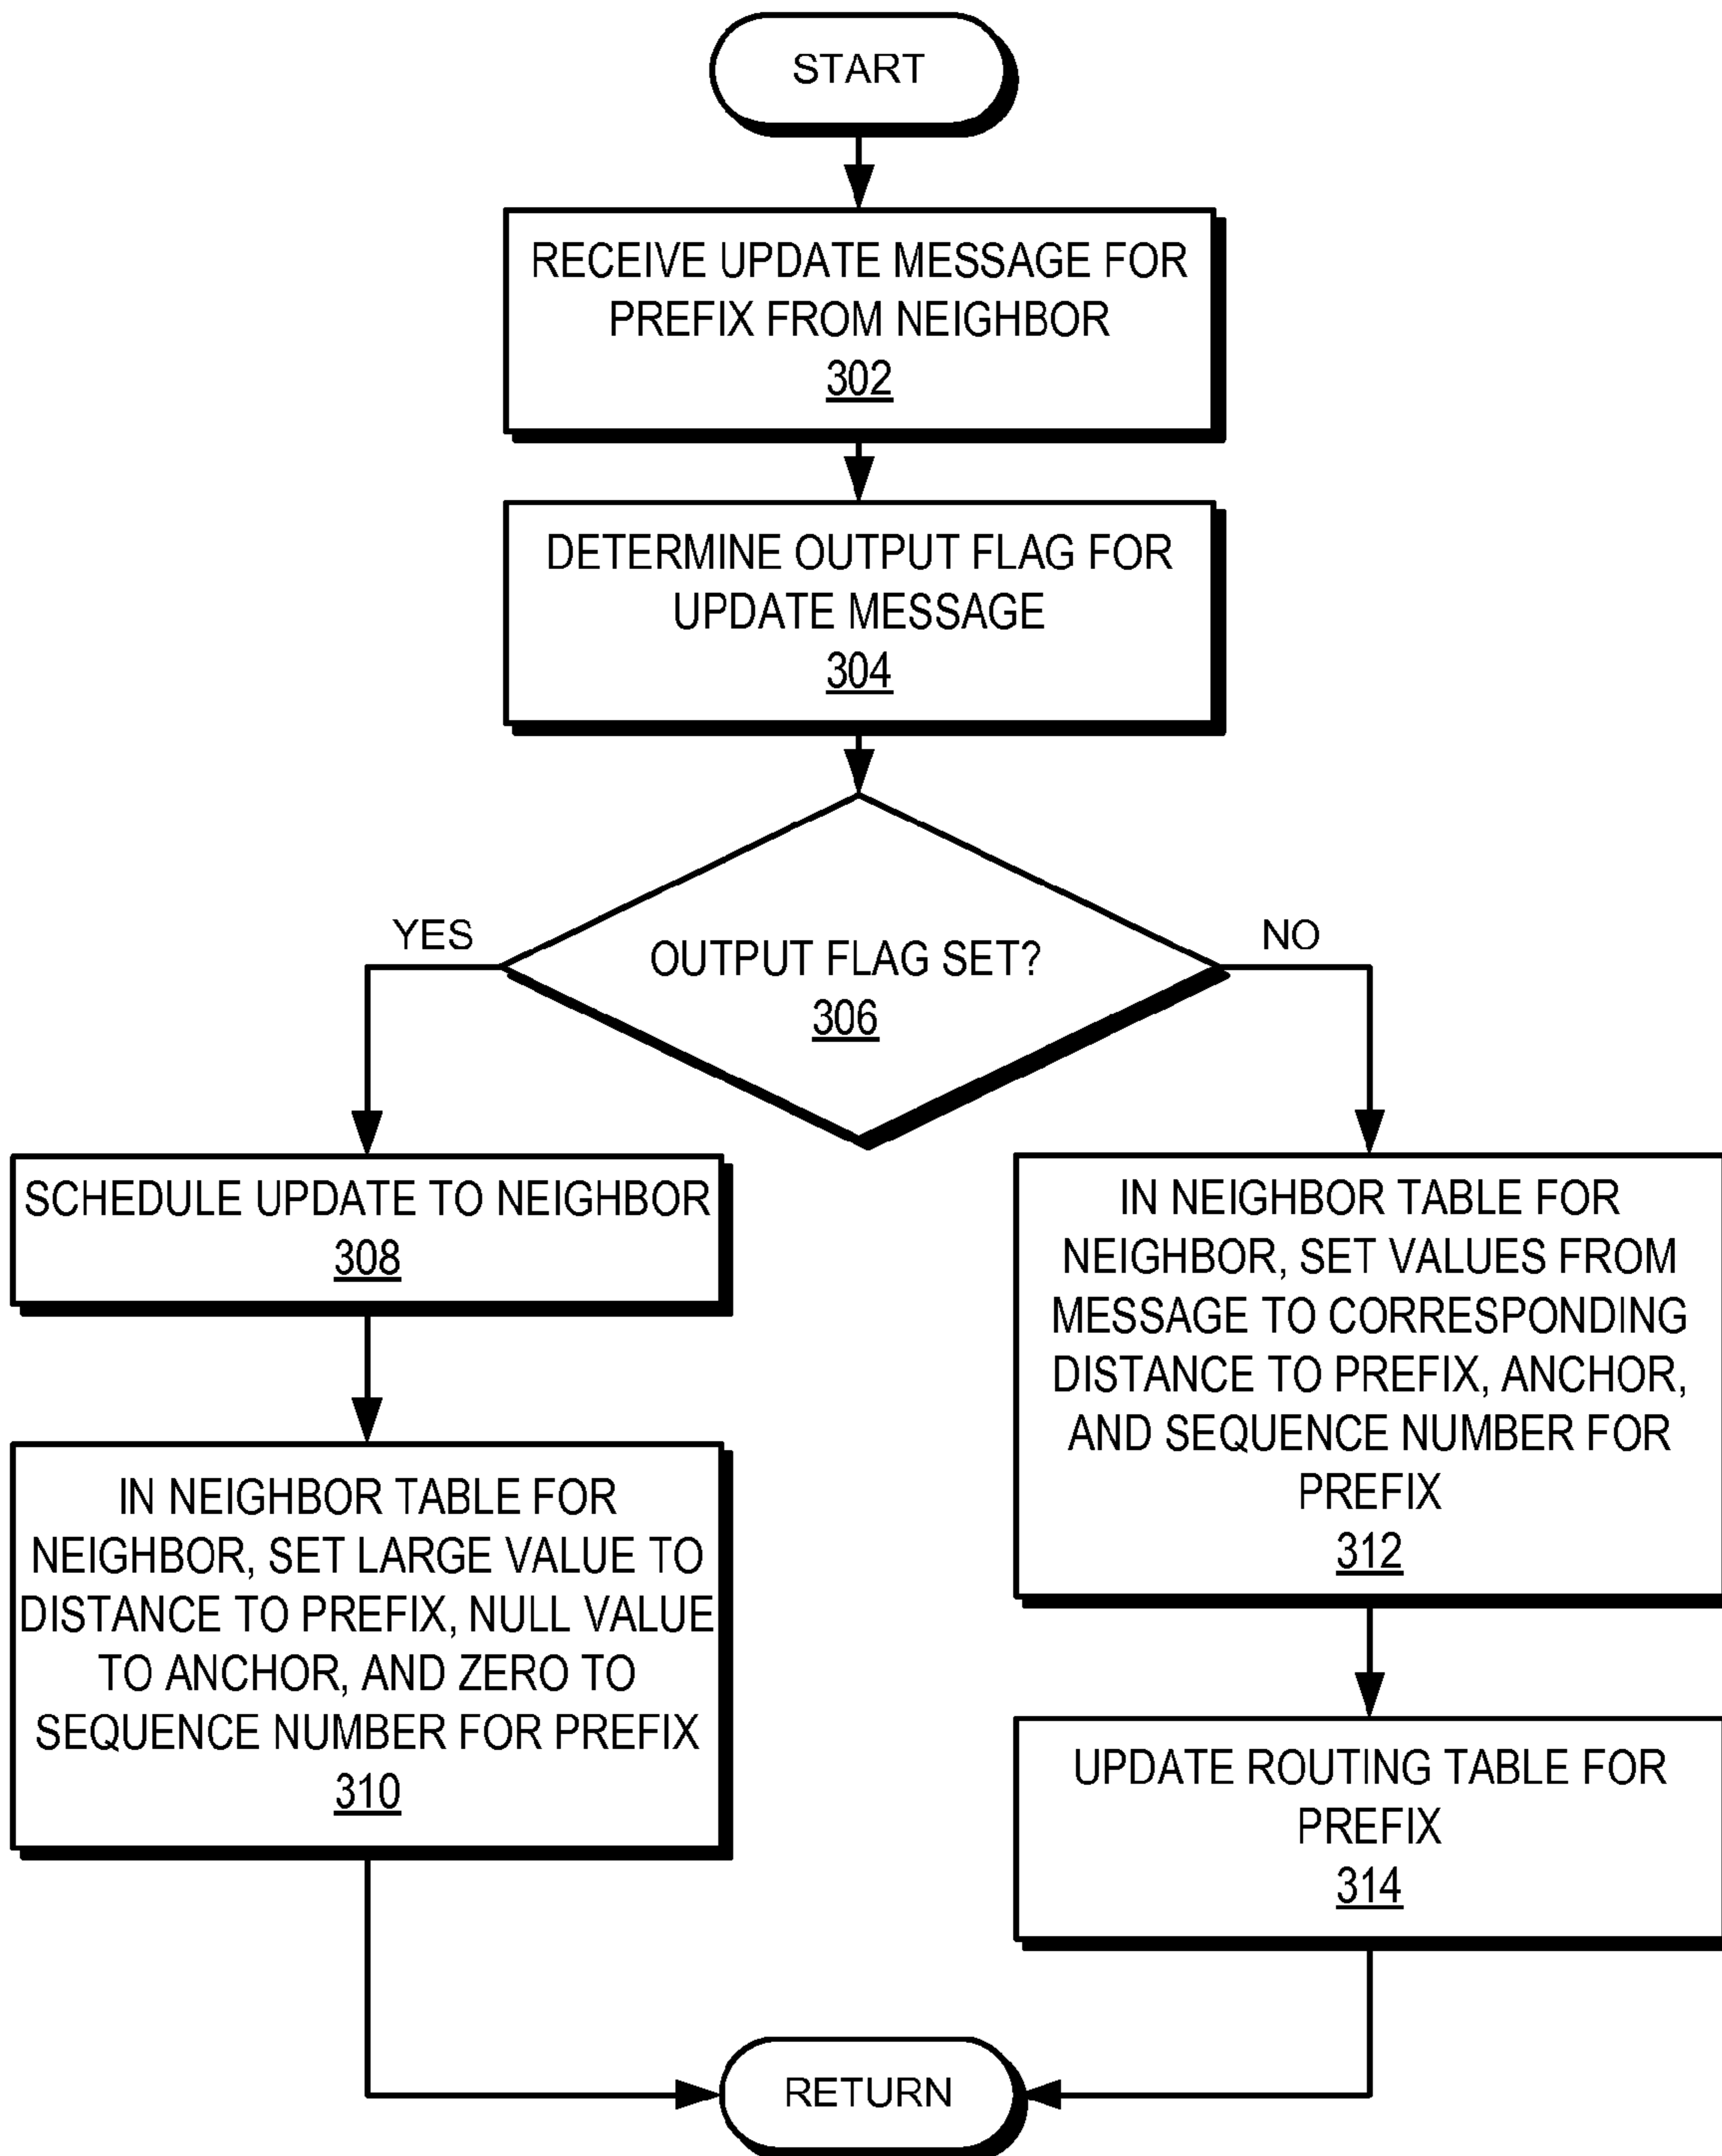 START
RECEIVE UPDATE MESSAGE FOR
PREFIX FROM NEIGHBOR
302
DETERMINE OUTPUT FLAG FOR
UPDATE MESSAGE
304
YES
OUTPUT FLAG SET?
306
NO
SCHEDULE UPDATE TO NEIGHBOR
308
IN NEIGHBOR TABLE FOR
NEIGHBOR, SET LARGE VALUE TO
DISTANCE TO PREFIX, NULL VALUE
TO ANCHOR, AND ZERO TO
SEQUENCE NUMBER FOR PREFIX
310
IN NEIGHBOR TABLE FOR
NEIGHBOR, SET VALUES FROM
MESSAGE TO CORRESPONDING
DISTANCE TO PREFIX, ANCHOR,
AND SEQUENCE NUMBER FOR
PREFIX
312
UPDATE ROUTING TABLE FOR
PREFIX
314
RETURN